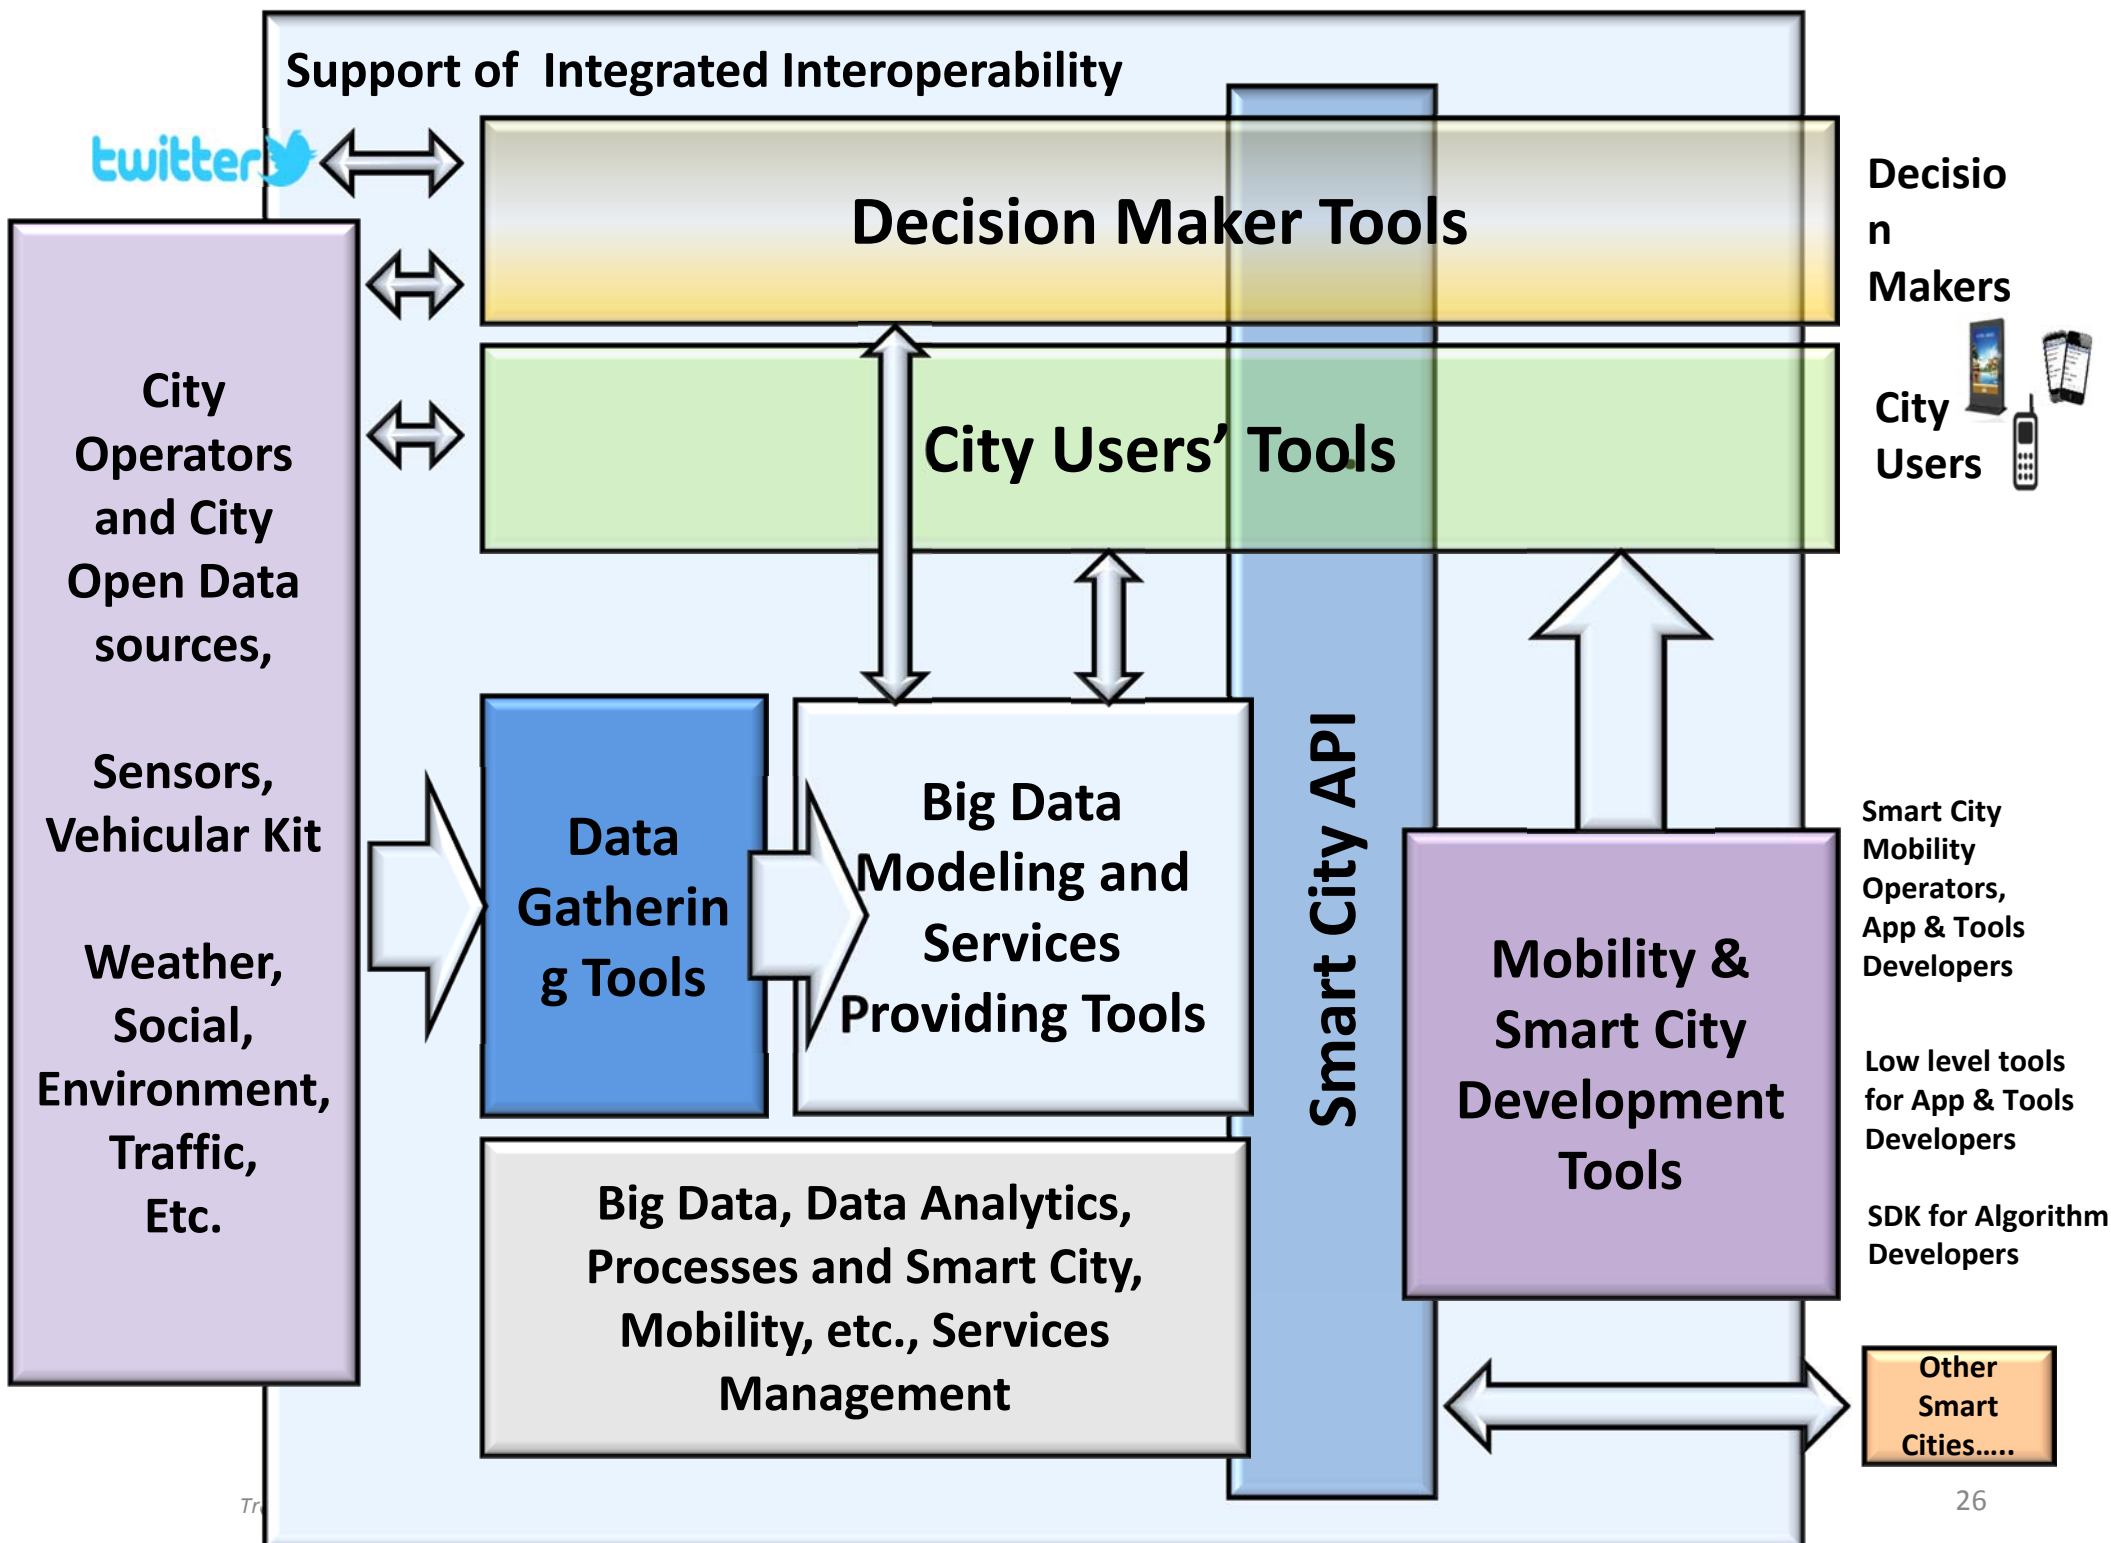 Support of  Integrated Interoperability
twitter
Decision Maker Tools
Decisio
n
Makers
City Users’ Tools
City
Users
City
Operators
and City
Open Data
sources,
Sensors,
Vehicular Kit
Weather,
Social,
Environment,
Traffic,
Etc.
Data
Gatherin
g Tools
Big Data
Modeling and
Services
Providing Tools
Smart City API
Mobility &
Smart City
Development
Tools
Smart City
Mobility
Operators,
App & Tools
Developers
Low level tools
for App & Tools
Developers
SDK for Algorithm
Developers
Big Data, Data Analytics,
Processes and Smart City,
Mobility, etc., Services
Management
Other
Smart
Cities…..
26